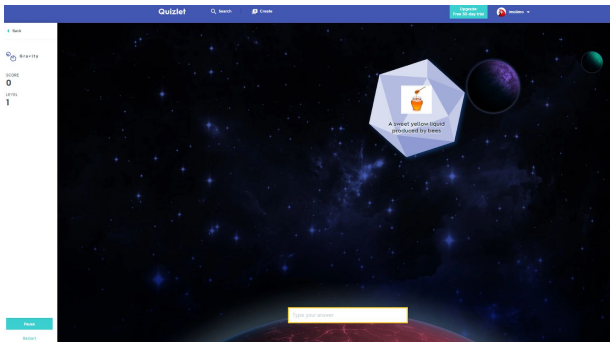 Quizlet
Search
Create
Upgrade
Free 30-day trial
Back
Gravity
SCORE
0
LEVEL
1
A sweet yellow liquid
produced by bees
Type your answer
Pause
Restart